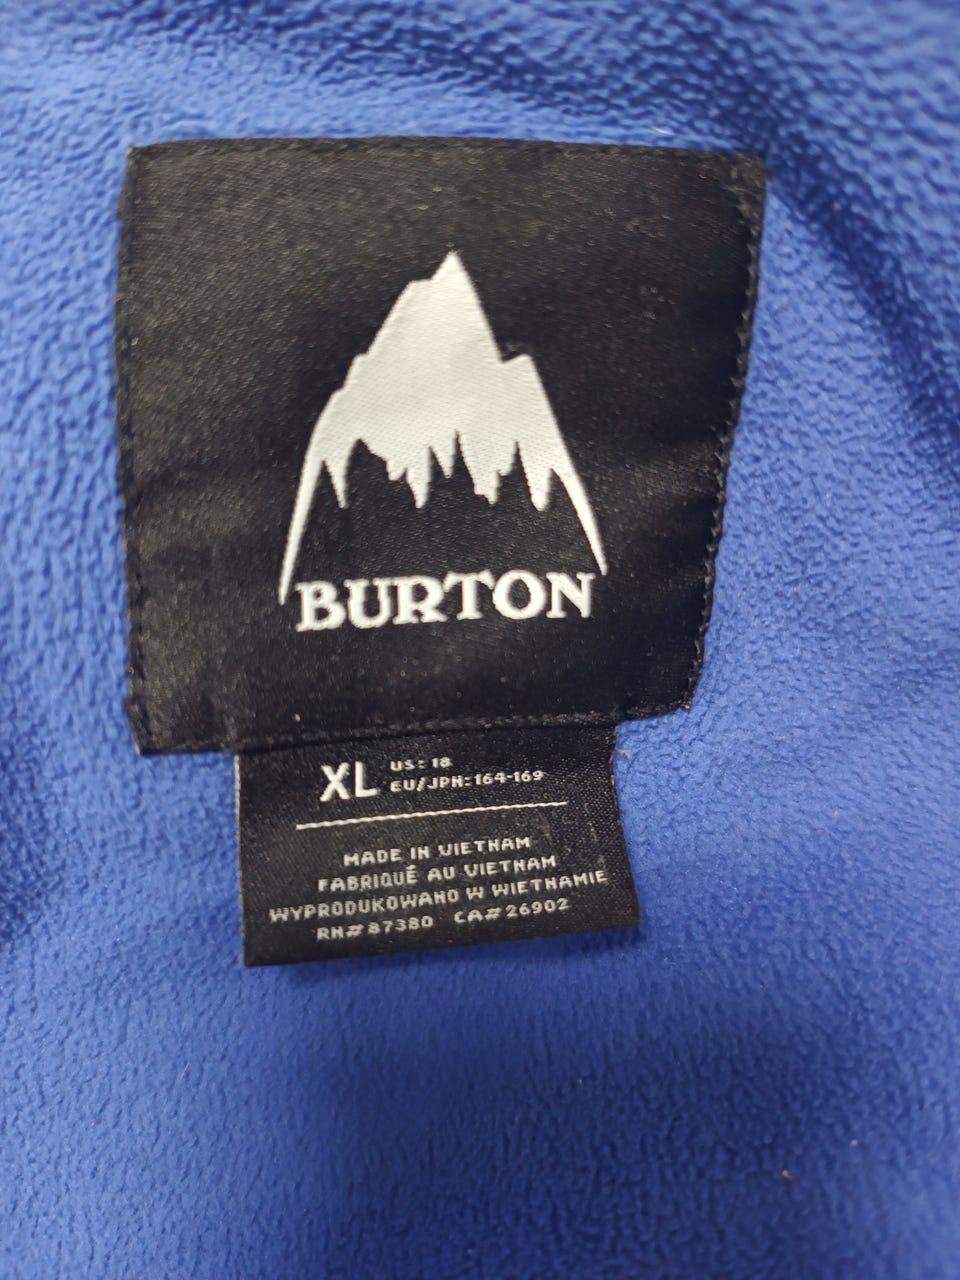 BURTON
XL US: 18
EU/JPN: 164-169
MADE IN VIETNAM
FABRIQUÉ AU VIETNAM
WYPRODUKOWANO W WIETNAMIE
RN# 87380 CA# 26902